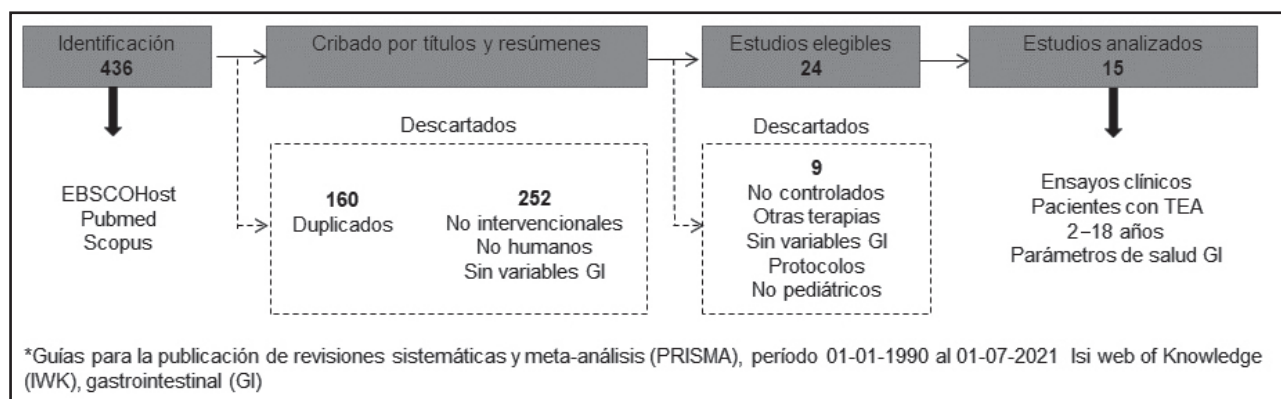 Identificación
436
Cribado por títulos y resúmenes
Estudios elegibles
24
Estudios analizados
15
EBSCOHost
Pubmed
Scopus
Descartados
160
Duplicados
252
No intervencionales
No humanos
Sin variables GI
Descartados
9
No controlados
Otras terapias
Sin variables GI
Protocolos
No pediátricos
Ensayos clínicos
Pacientes con TEA
2–18 años
Parámetros de salud GI
*Guías para la publicación de revisiones sistemáticas y meta-análisis (PRISMA), período 01-01-1990 al 01-07-2021 Isi web of Knowledge
(IWK), gastrointestinal (GI)